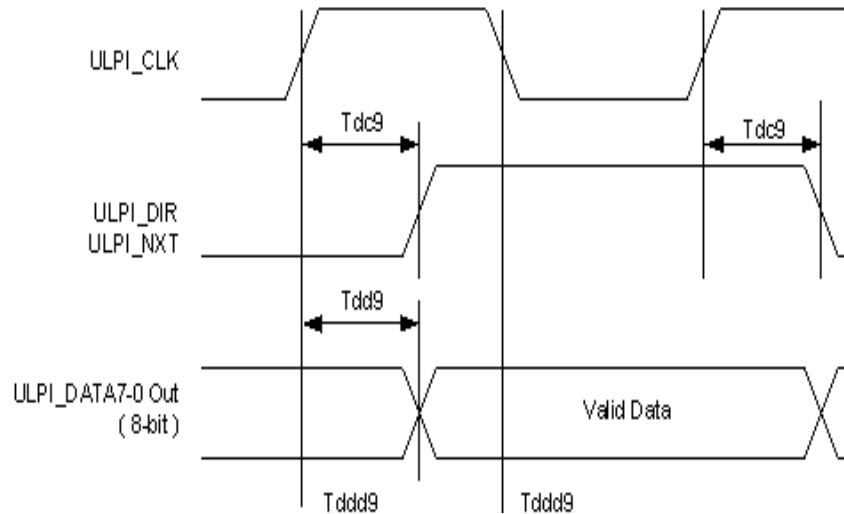 ULPI_CLK
Tdc9
Tdc9
ULPI_DIR
ULPI_NXT
Tdd9
ULPI_DATA7-0 Out
( 8-bit )
Valid Data
Tddd9
Tddd9